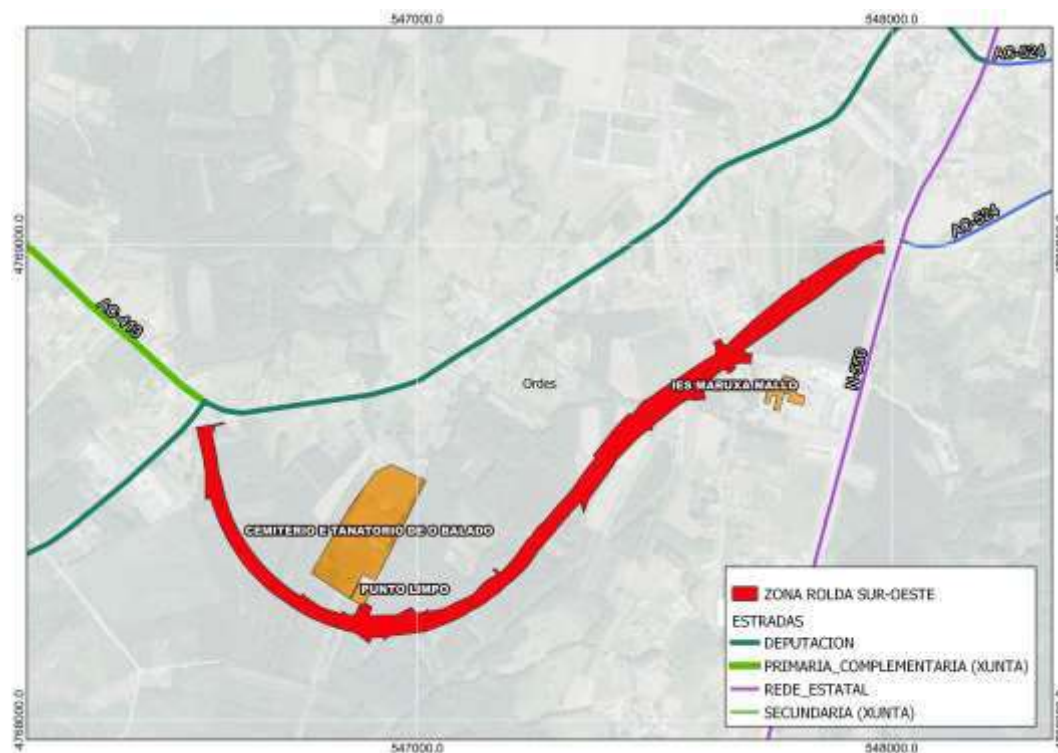 547000.0
548000.0
AC-524
4769000.0
AC-524
AC-413
Ordes
IES MARUXA MALLO
N-550
CEMITERIO E TANATORIO DE O BALADO
PUNTO LIMPO
ZONA ROLDA SUR-OESTE
ESTRADAS
DEPUTACION
PRIMARIA_COMPLEMENTARIA (XUNTA)
REDE_ESTATAL
SECUNDARIA (XUNTA)
4768000.0
547000.0
548000.0